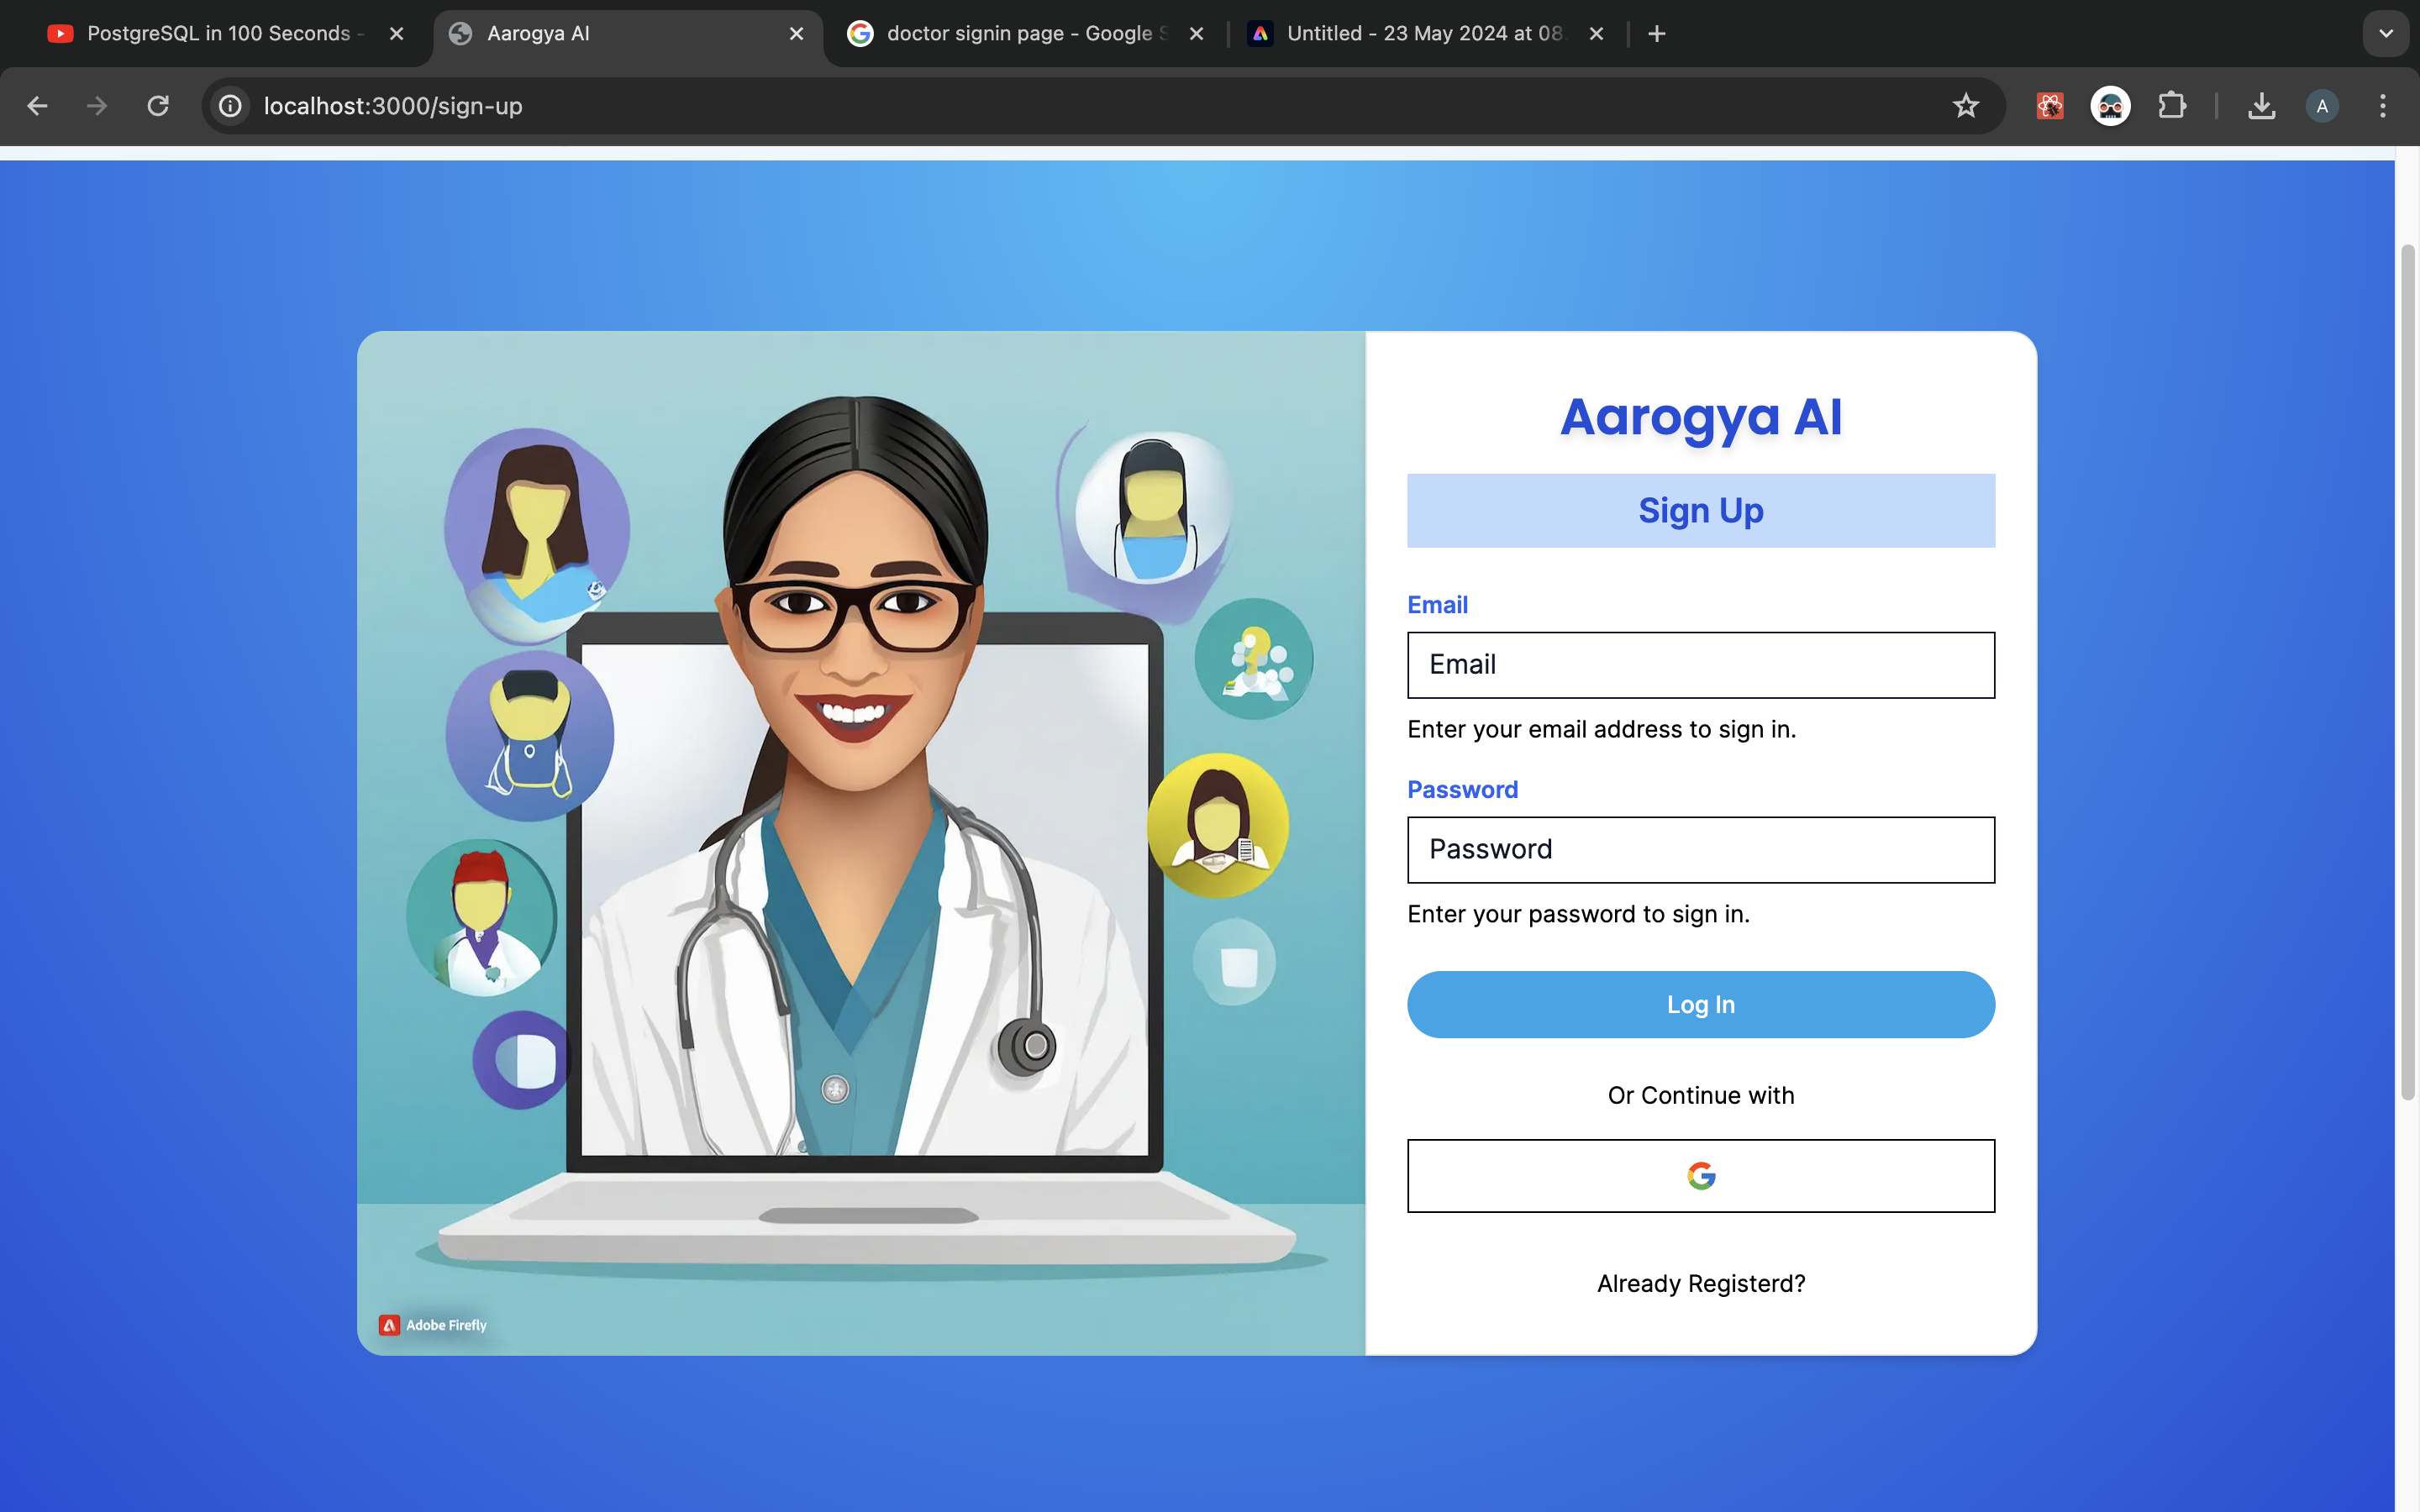 PostgreSQL in 100 Seconds -
Aarogya AI
doctor signin page - Google S
Untitled - 23 May 2024 at 08
localhost:3000/sign-up
A
Aarogya AI
Sign Up
Email
Email
Enter your email address to sign in.
Password
Password
Enter your password to sign in.
Log In
Or Continue with
Already Registerd?
Adobe Firefly